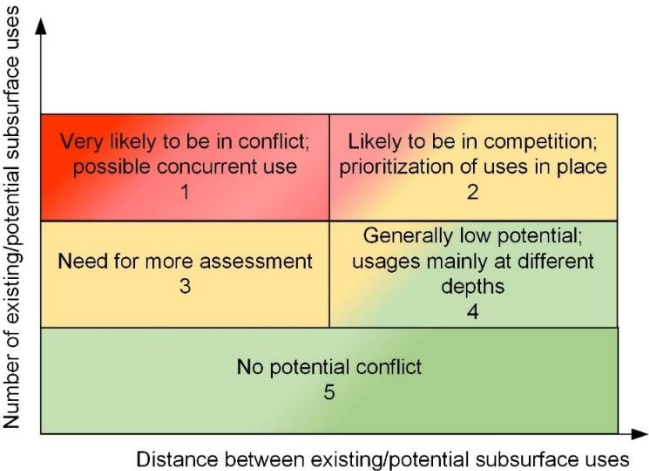 Number of existing/potential subsurface uses
Very likely to be in conflict;
possible concurrent use
1
Likely to be in competition;
prioritization of uses in place
2
Need for more assessment
3
Generally low potential;
usages mainly at different
depths
4
No potential conflict
5
Distance between existing/potential subsurface uses